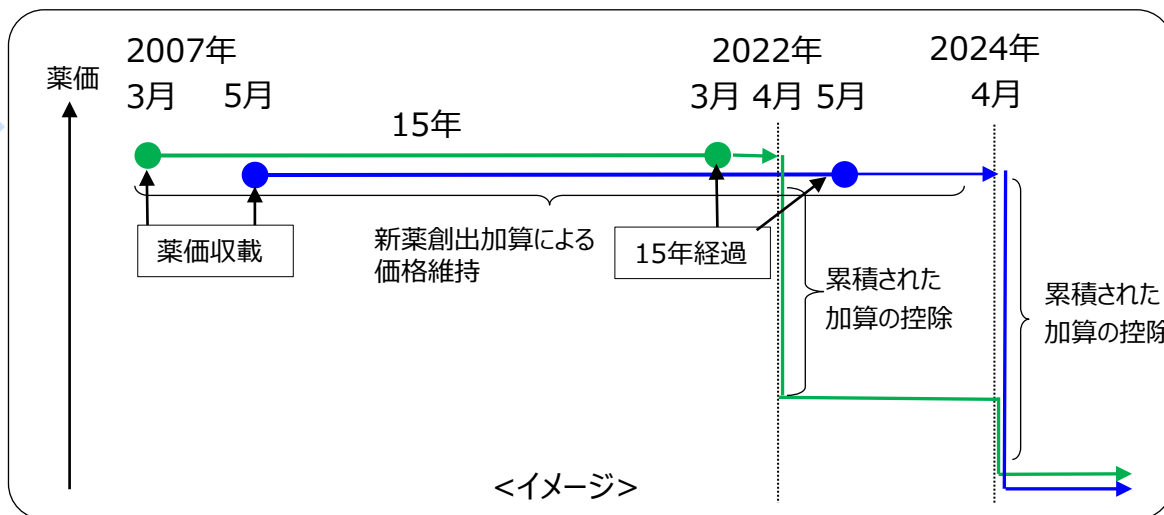 2007年
2022年
2024年
薬価
3月
5月
3月
4月
5月
4月
15年
薬価収載
新薬創出加算による
価格維持
15年経過
累積された
加算の控除
累積された
加算の控除
<イメージ>